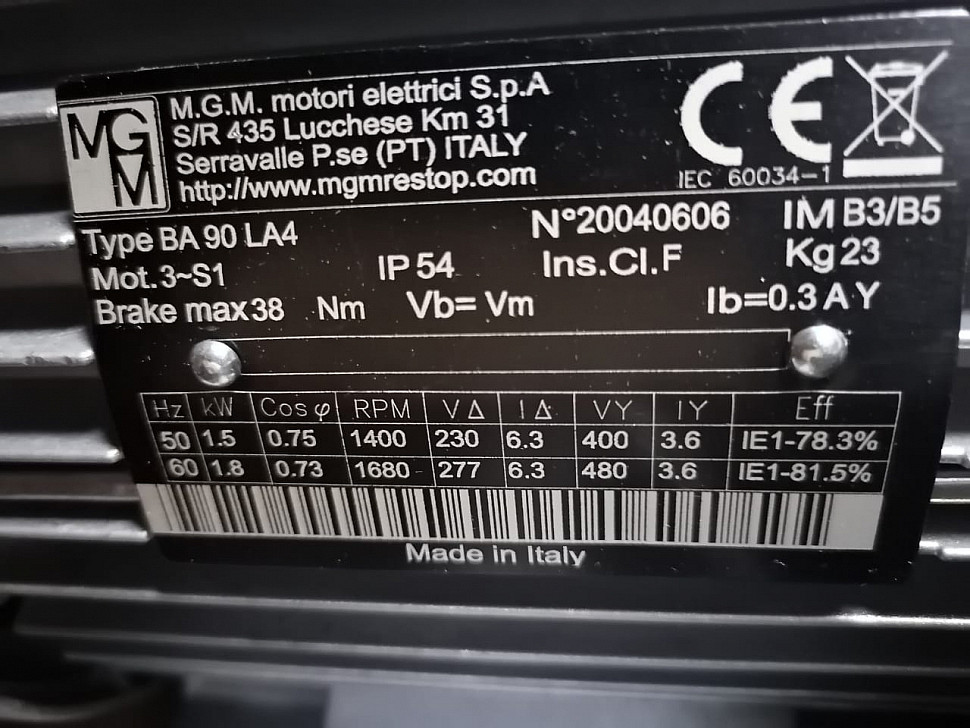 MGM
M.G.M. motori elettrici S.p.A
S/R 435 Lucchese Km 31
Serravalle P.se (PT) ITALY
http://www.mgmrestop.com
CE
IEC 60034-1
Type BA 90 LA4 N°20040606 IM B3/B5
Mot. 3~S1 IP 54 Ins.Cl.F Kg 23
Brake max 38 Nm Vb= Vm Ib=0.3 A Y
Hz kW Cos φ RPM V Δ I Δ VY IY Eff
50 1.5 0.75 1400 230 6.3 400 3.6 IE1-78.3%
60 1.8 0.73 1680 277 6.3 480 3.6 IE1-81.5%
Made in Italy